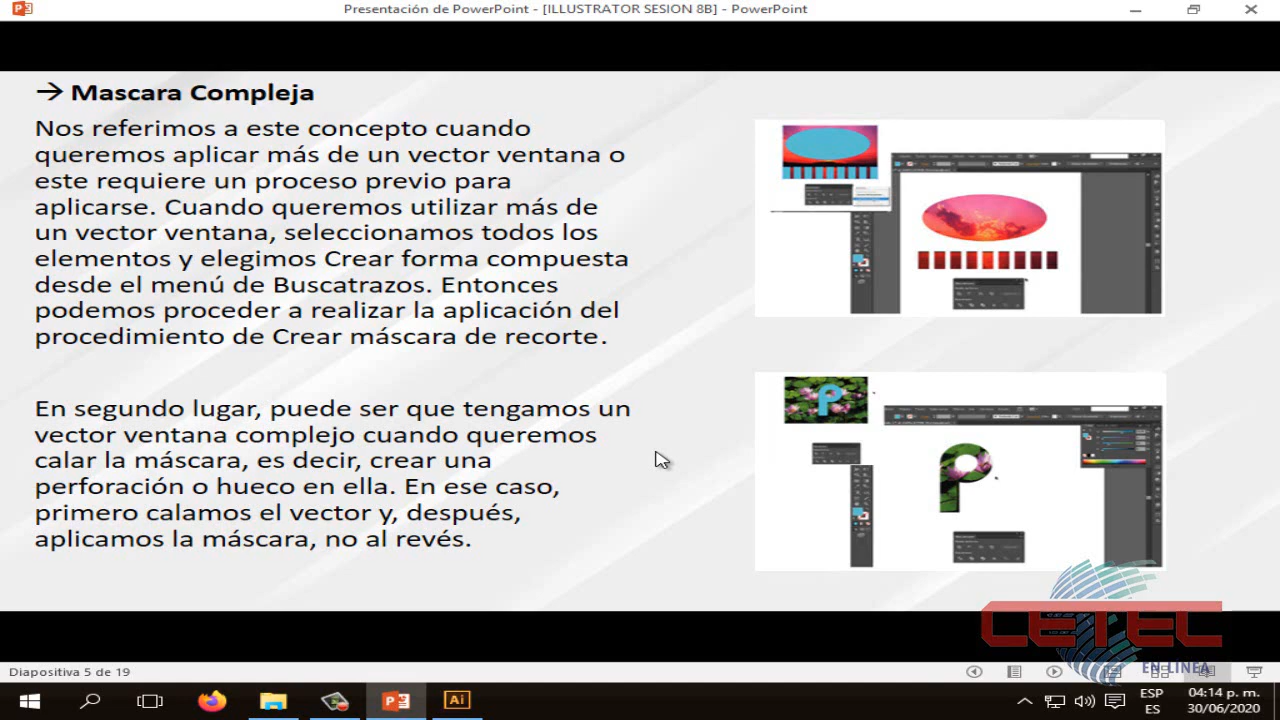 Presentación de PowerPoint - [ILLUSTRATOR SESION 8B] - PowerPoint
→ Mascara Compleja
Nos referimos a este concepto cuando
queremos aplicar más de un vector ventana o
este requiere un proceso previo para
aplicarse. Cuando queremos utilizar más de
un vector ventana, seleccionamos todos los
elementos y elegimos Crear forma compuesta
desde el menú de Buscatrazos. Entonces
podemos proceder a realizar la aplicación del
procedimiento de Crear máscara de recorte.
En segundo lugar, puede ser que tengamos un
vector ventana complejo cuando queremos
calar la máscara, es decir, crear una
perforación o hueco en ella. En ese caso,
primero calamos el vector y, después,
aplicamos la máscara, no al revés.
P
P
CETEC
EN LINEA
Diapositiva 5 de 19
Ai
ESP
ES
04:14 p. m.
30/06/2020